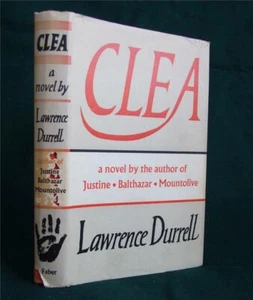 CLEA
a novel by
Lawrence
Durrell
Justine
Balthazar
Mountolive
Faber
CLEA
a novel by the author of
Justine • Balthazar • Mountolive
Lawrence Durrell